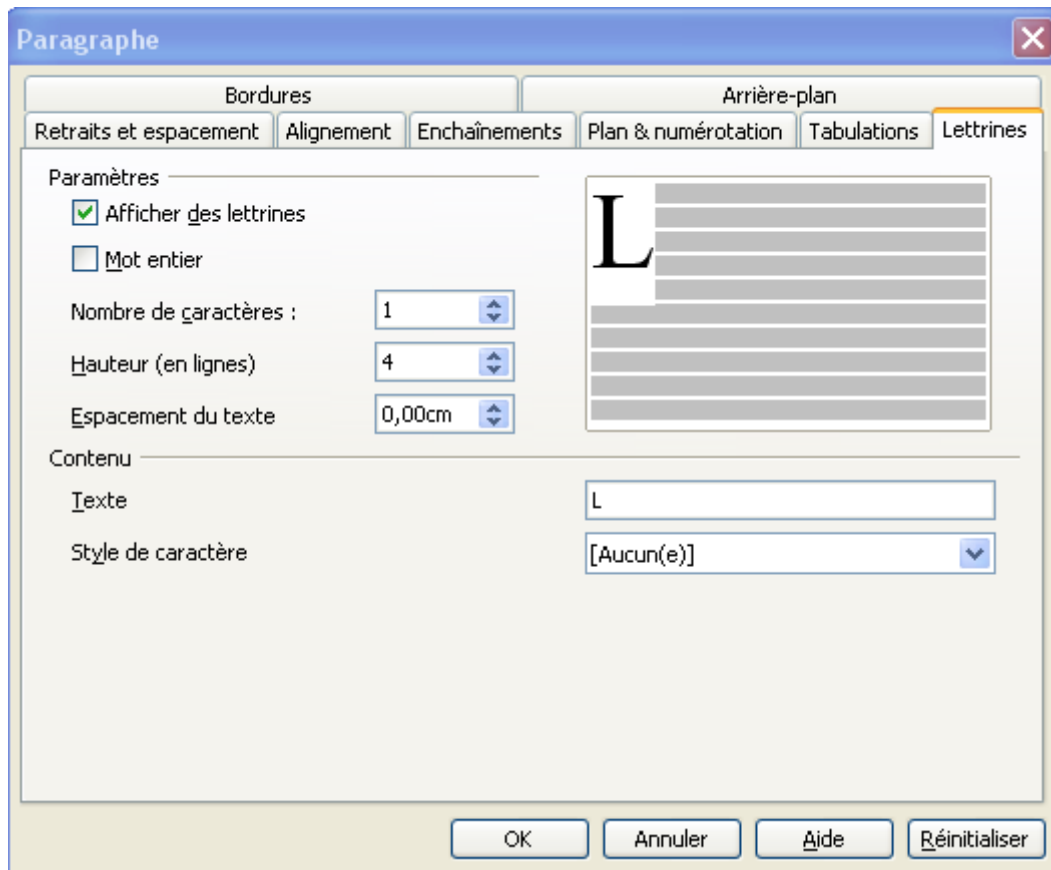 Paragraphe
Bordures Arrière-plan
Retraits et espacement Alignement Enchaînements Plan & numérotation Tabulations Lettrines
Paramètres
Afficher des lettrines
Mot entier
Nombre de caractères : 1
Hauteur (en lignes) 4
Espacement du texte 0,00cm
L
Contenu
Texte L
Style de caractère [Aucun(e)]
OK Annuler Aide Réinitialiser